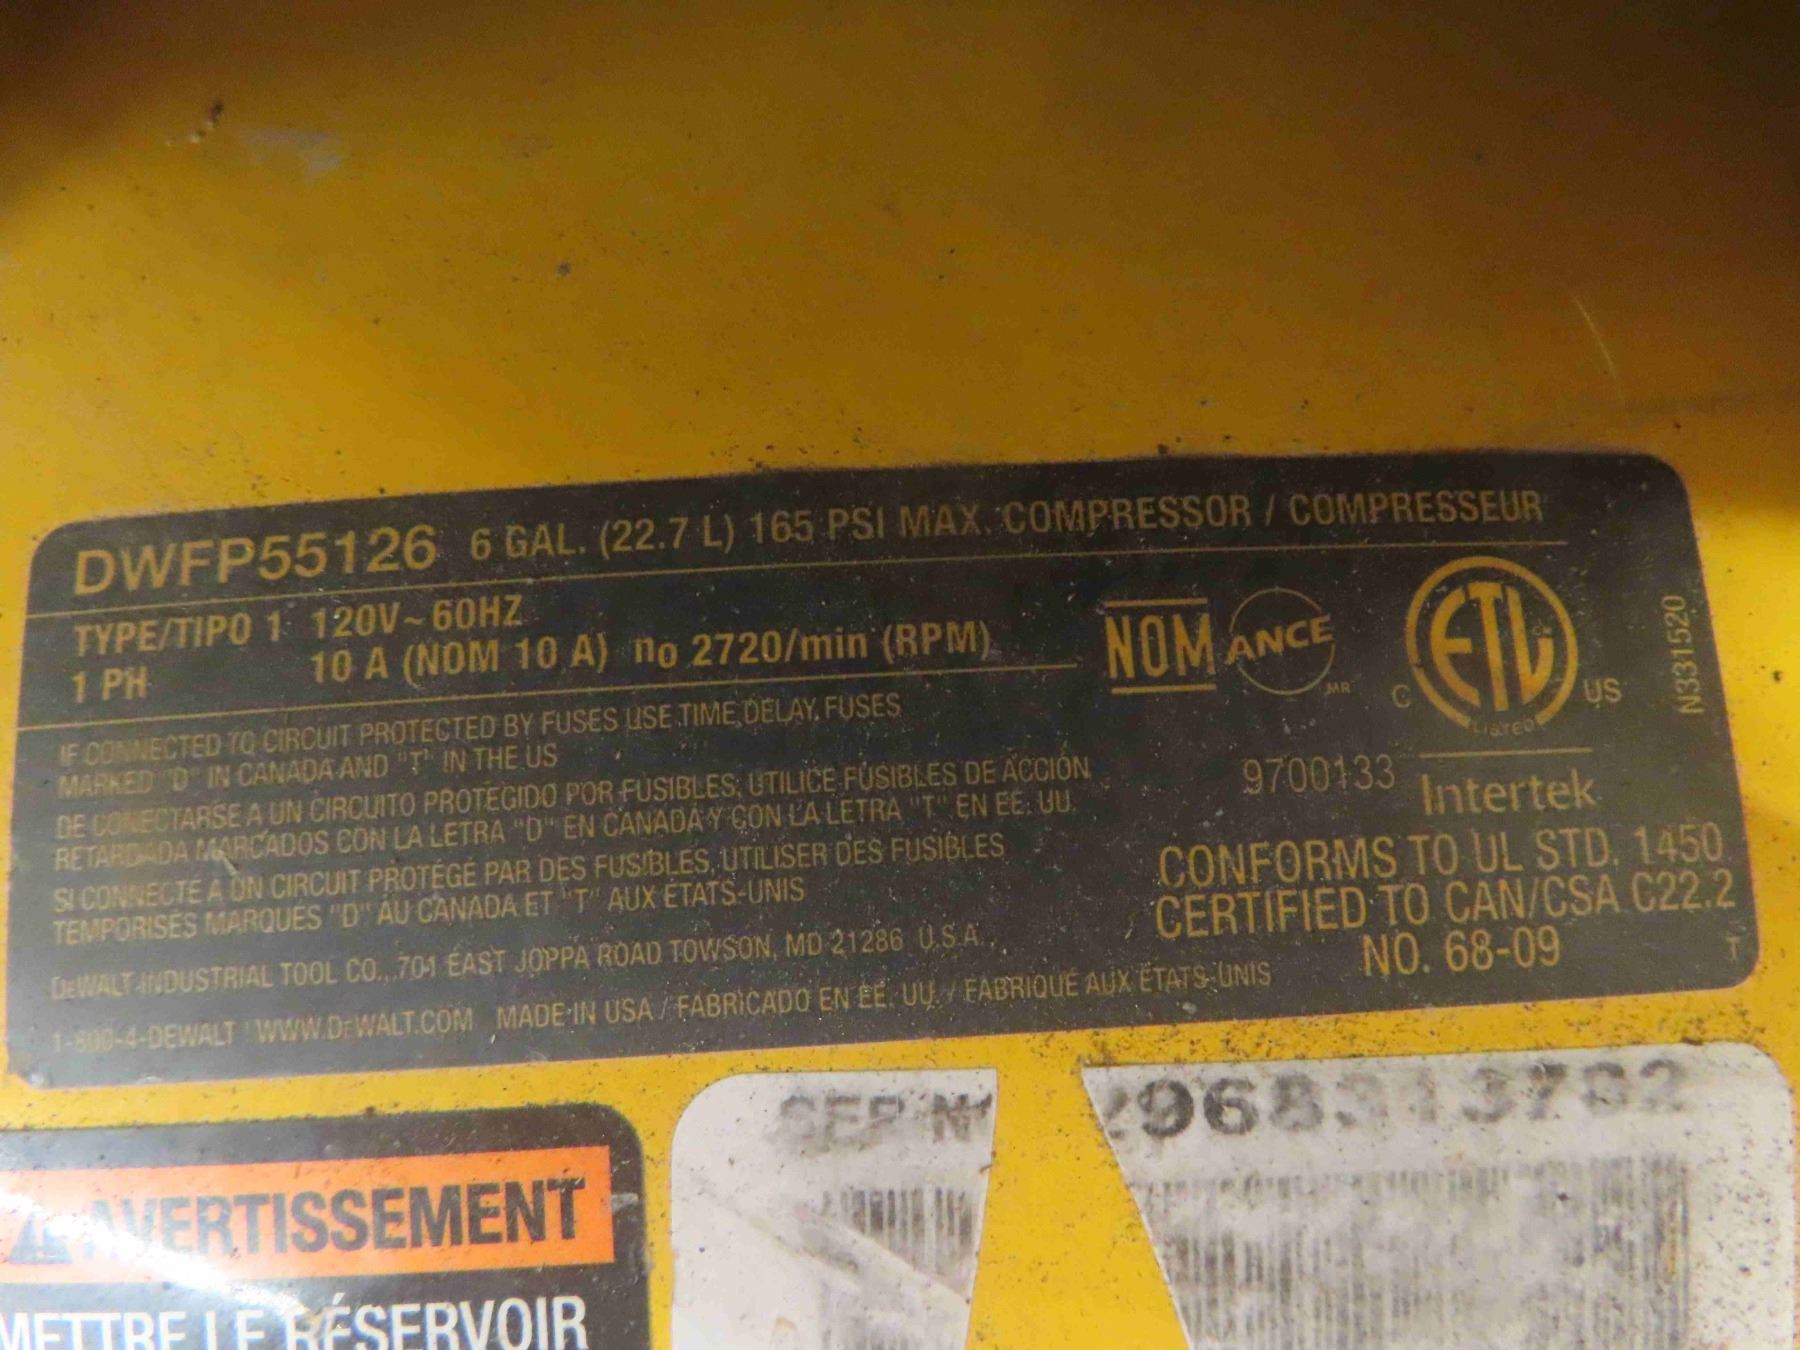 DWFP55126 6 GAL. (22.7 L) 165 PSI MAX. COMPRESSOR / COMPRESSEUR
TYPE/TIPO 1 120V~60HZ
1 PH 10 A (NOM 10 A) no 2720/min (RPM)
NOM ANCE MR
C ETL US
LISTED
N331520
IF CONNECTED TO CIRCUIT PROTECTED BY FUSES USE TIME DELAY FUSES
MARKED "D" IN CANADA AND "T" IN THE US
DE CONECTARSE A UN CIRCUITO PROTEGIDO POR FUSIBLES, UTILICE FUSIBLES DE ACCIÓN
RETARDADA MARCADOS CON LA LETRA "D" EN CANADA Y CON LA LETRA "T" EN EE. UU.
SI CONNECTÉ À UN CIRCUIT PROTÉGÉ PAR DES FUSIBLES, UTILISER DES FUSIBLES
TEMPORISÉS MARQUÉS "D" AU CANADA ET "T" AUX ÉTATS-UNIS
9700133 Intertek
CONFORMS TO UL STD. 1450
CERTIFIED TO CAN/CSA C22.2
NO. 68-09
T
DEWALT INDUSTRIAL TOOL CO., 701 EAST JOPPA ROAD TOWSON, MD 21286 U.S.A.
1-800-4-DEWALT WWW.DEWALT.COM MADE IN USA / FABRICADO EN EE. UU. / FABRIQUÉ AUX ÉTATS-UNIS
AVERTISSEMENT
METTRE LE RÉSERVOIR